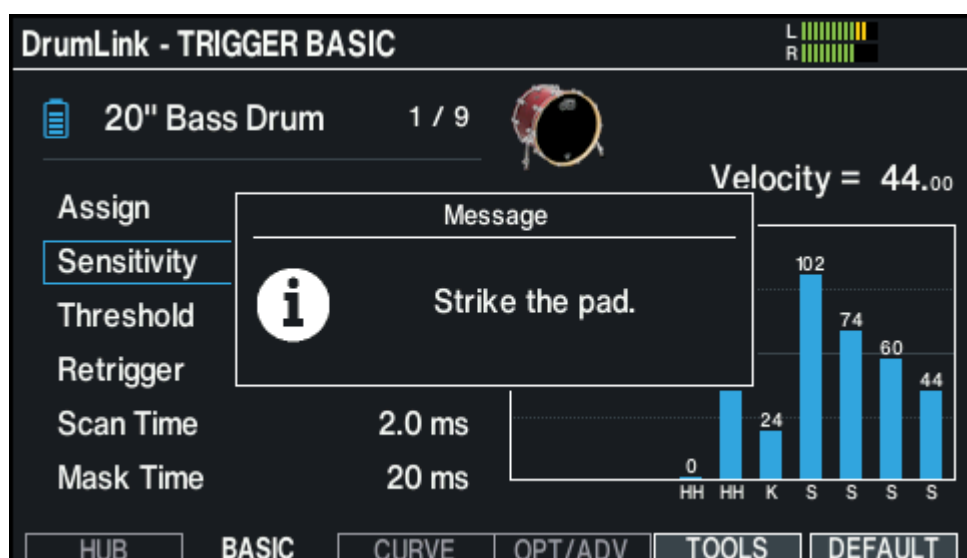 DrumLink - TRIGGER BASIC
L
R
20" Bass Drum 1 / 9
Velocity = 44.00
Assign
Message
Sensitivity
Strike the pad.
Threshold
Retrigger
Scan Time 2.0 ms
Mask Time 20 ms
102
74
60
44
24
0
HH HH K S S S S
HUB BASIC CURVE OPT/ADV TOOLS DEFAULT